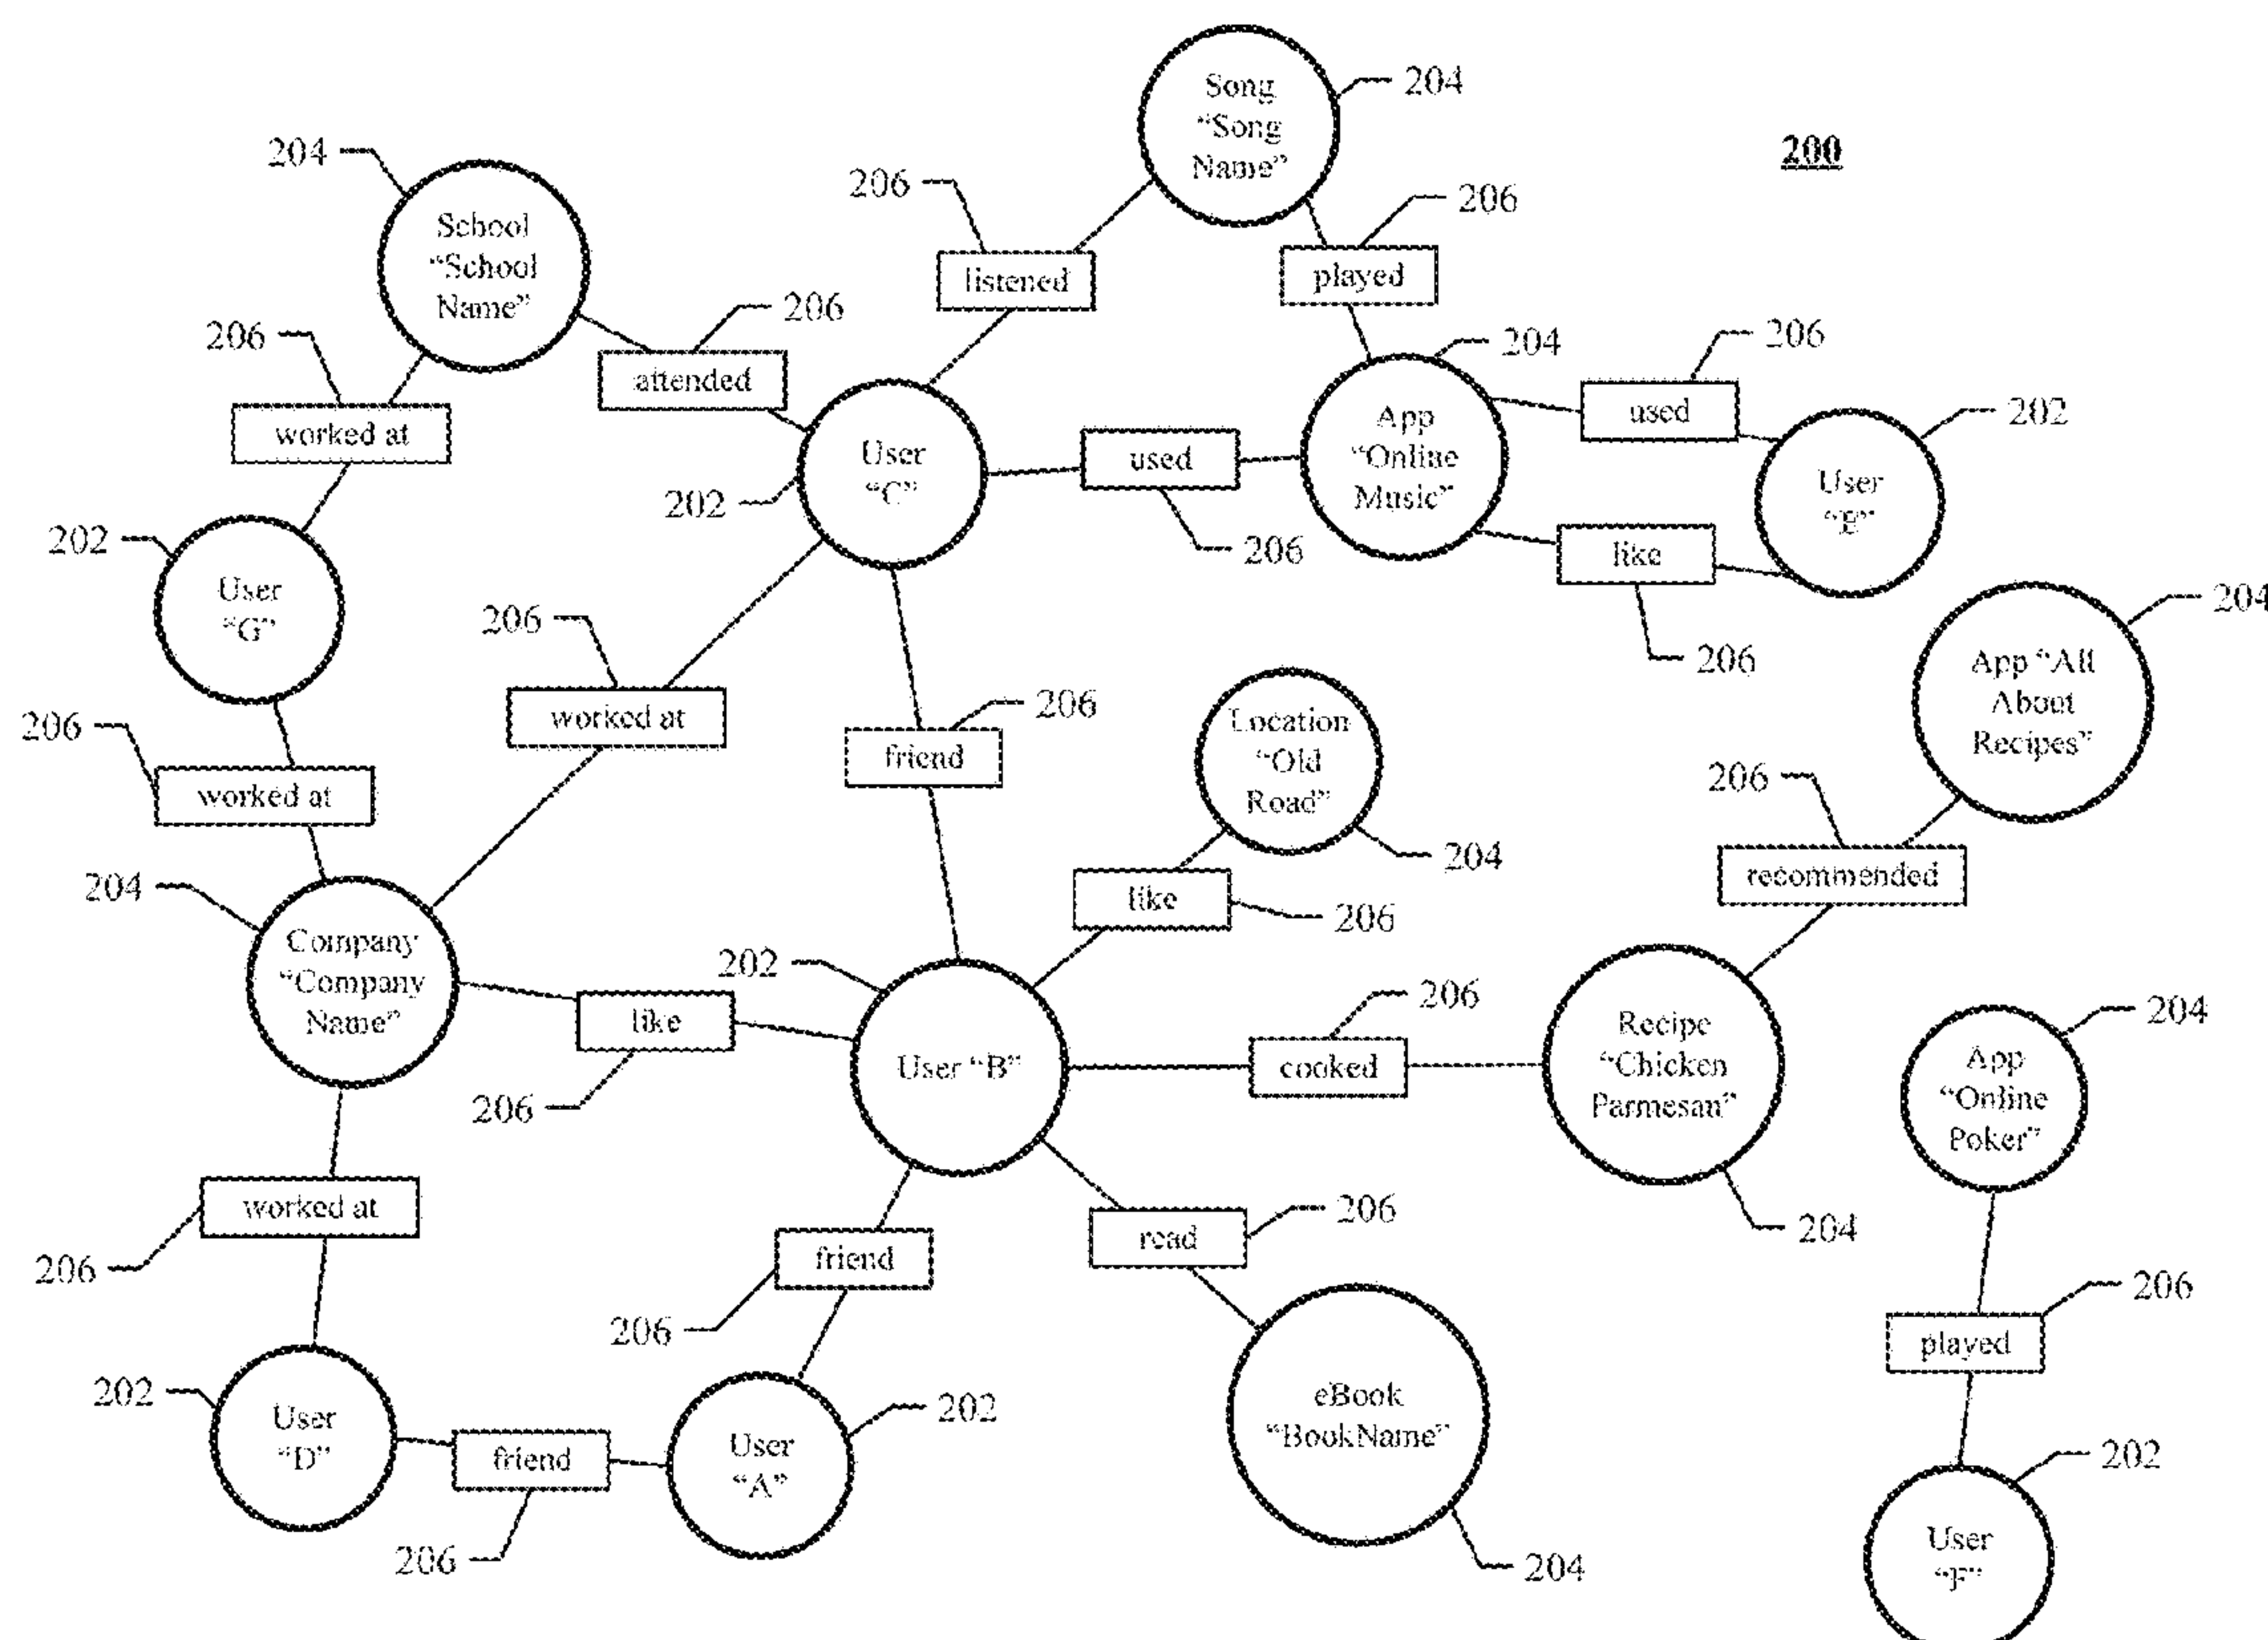 Song
“Song
Name”
204
200
204
School
“School
Name”
206
listened
206
played
206
attended
206
worked at
204
App
“Online
Music”
206
used
202
User
“E”
User
“C”
202
used
206
like
206
202
User
“G”
206
worked at
206
friend
Location
“Old
Road”
204
204
App “All
About
Recipes”
206
worked at
206
recommended
like
206
204
Company
“Company
Name”
like
206
202
User “B”
206
cooked
Recipe
“Chicken
Parmesan”
204
204
App
“Online
Poker”
worked at
206
friend
206
read
206
206
played
202
User
“D”
friend
206
202
User
“A”
eBook
“BookName”
204
202
User
“F”